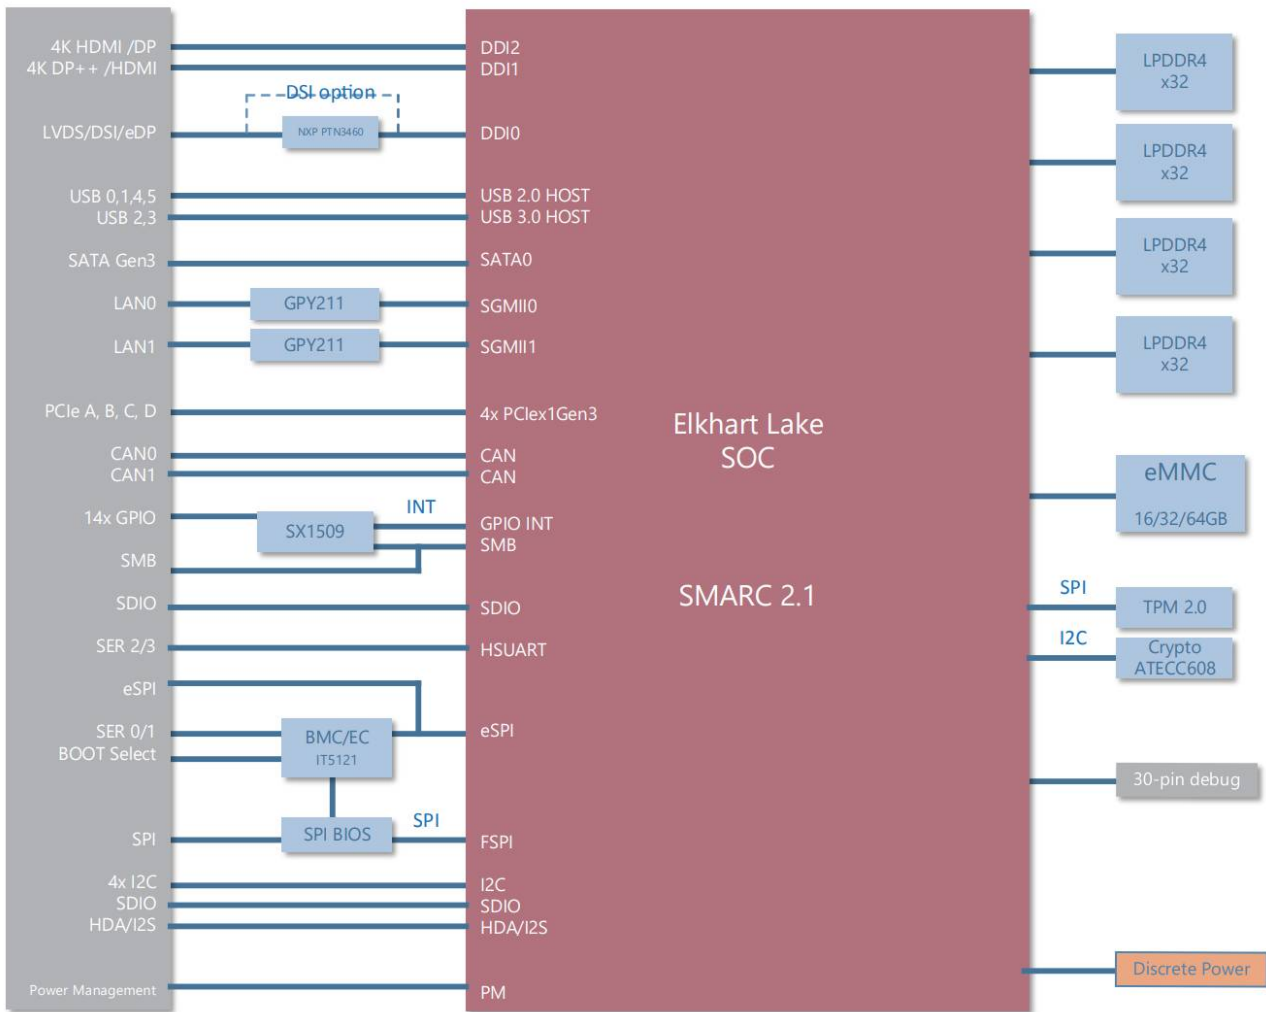 4K HDMI /DP
4K DP++ /HDMI
LVDS/DSI/eDP
USB 0,1,4,5
USB 2,3
SATA Gen3
LAN0
LAN1
PCIe A, B, C, D
CAN0
CAN1
14x GPIO
SMB
SDIO
SER 2/3
eSPI
SER 0/1
BOOT Select
SPI
4x I2C
SDIO
HDA/I2S
Power Management
DSI option
NXP PTN3460
GPY211
GPY211
INT
SX1509
BMC/EC
IT5121
SPI BIOS
SPI
DDI2
DDI1
DDI0
USB 2.0 HOST
USB 3.0 HOST
SATA0
SGMII0
SGMII1
4x PCIex1Gen3
CAN
CAN
GPIO INT
SMB
SDIO
HSUART
eSPI
FSPI
I2C
SDIO
HDA/I2S
PM
Elkhart Lake
SOC
SMARC 2.1
LPDDR4
x32
LPDDR4
x32
LPDDR4
x32
LPDDR4
x32
eMMC
16/32/64GB
SPI
TPM 2.0
I2C
Crypto
ATECC608
30-pin debug
Discrete Power